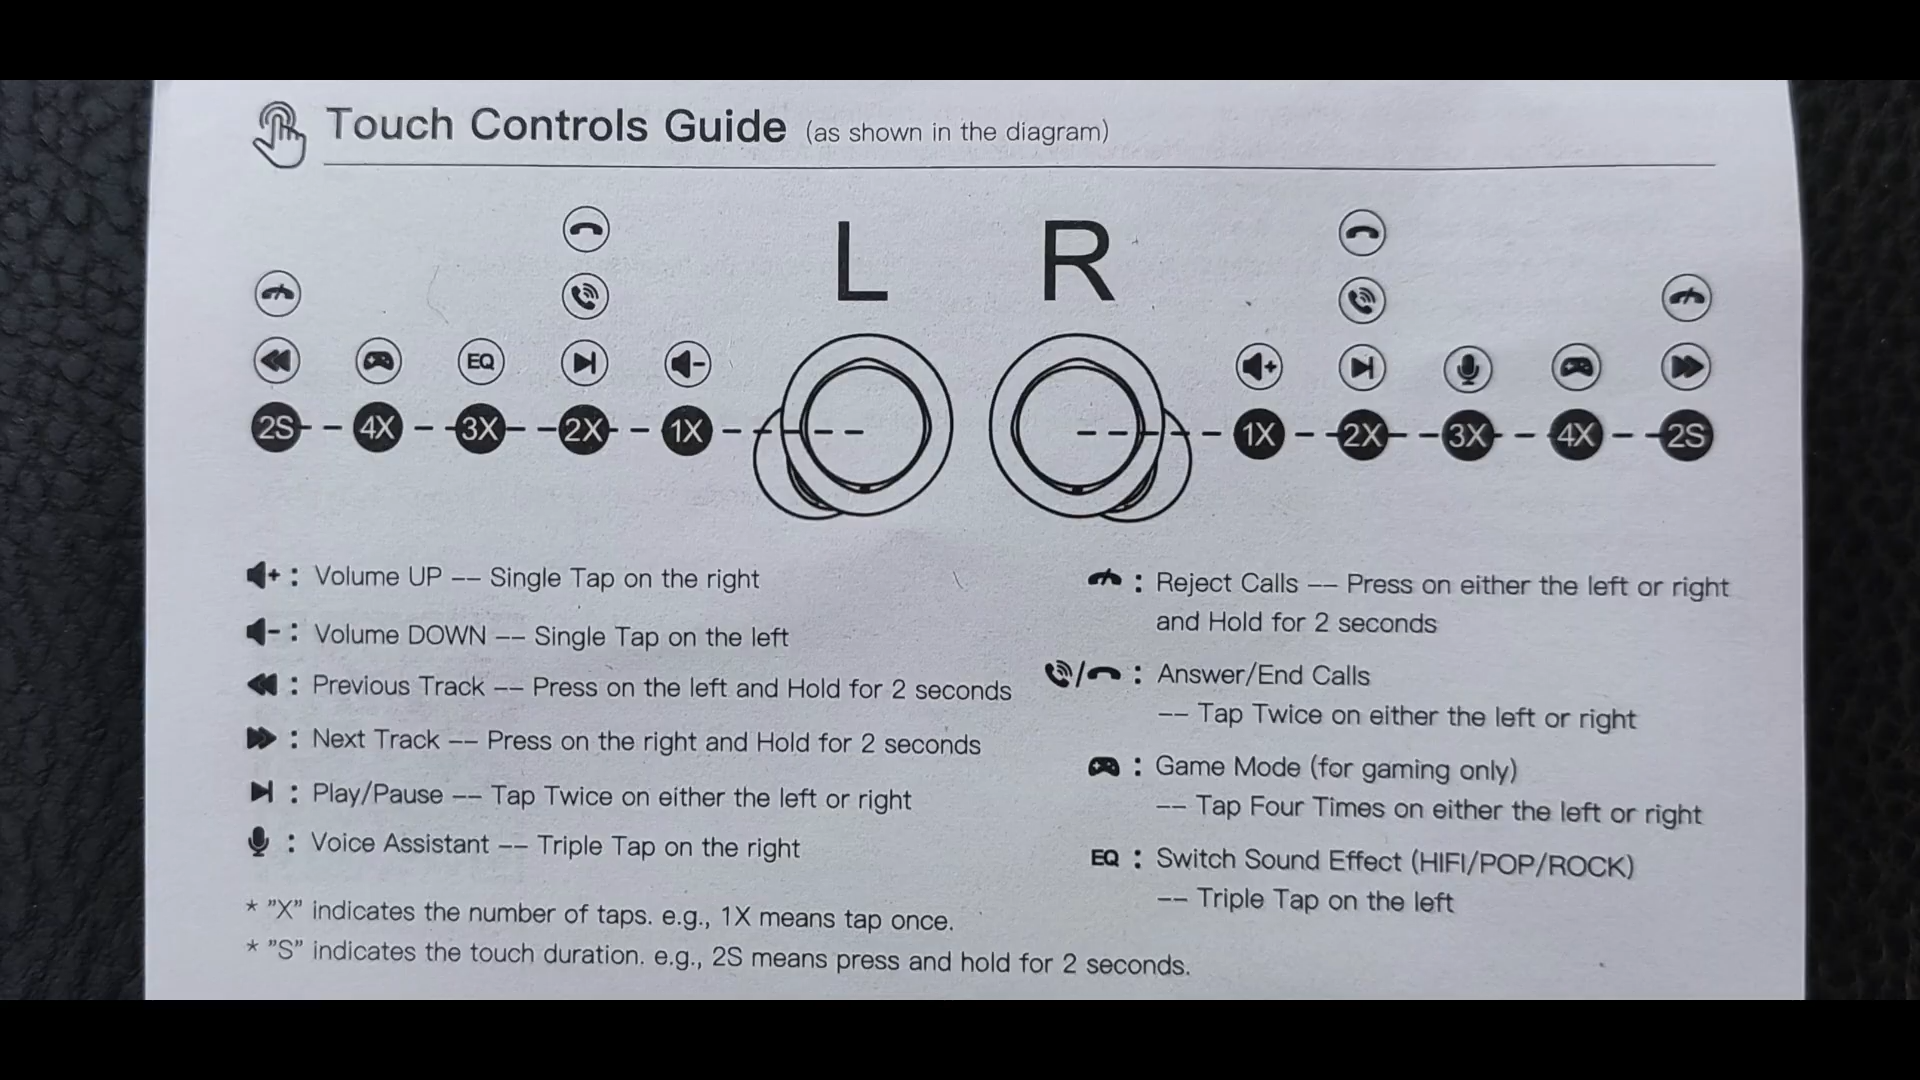 Touch Controls Guide (as shown in the diagram)
L R
EQ
2S 4X 3X 2X 1X 1X 2X 3X 4X 2S
: Volume UP -- Single Tap on the right
: Volume DOWN -- Single Tap on the left
: Previous Track -- Press on the left and Hold for 2 seconds
: Next Track -- Press on the right and Hold for 2 seconds
: Play/Pause -- Tap Twice on either the left or right
: Voice Assistant -- Triple Tap on the right
: Reject Calls -- Press on either the left or right
and Hold for 2 seconds
/ : Answer/End Calls
-- Tap Twice on either the left or right
: Game Mode (for gaming only)
-- Tap Four Times on either the left or right
EQ : Switch Sound Effect (HIFI/POP/ROCK)
-- Triple Tap on the left
* "X" indicates the number of taps. e.g., 1X means tap once.
* "S" indicates the touch duration. e.g., 2S means press and hold for 2 seconds.